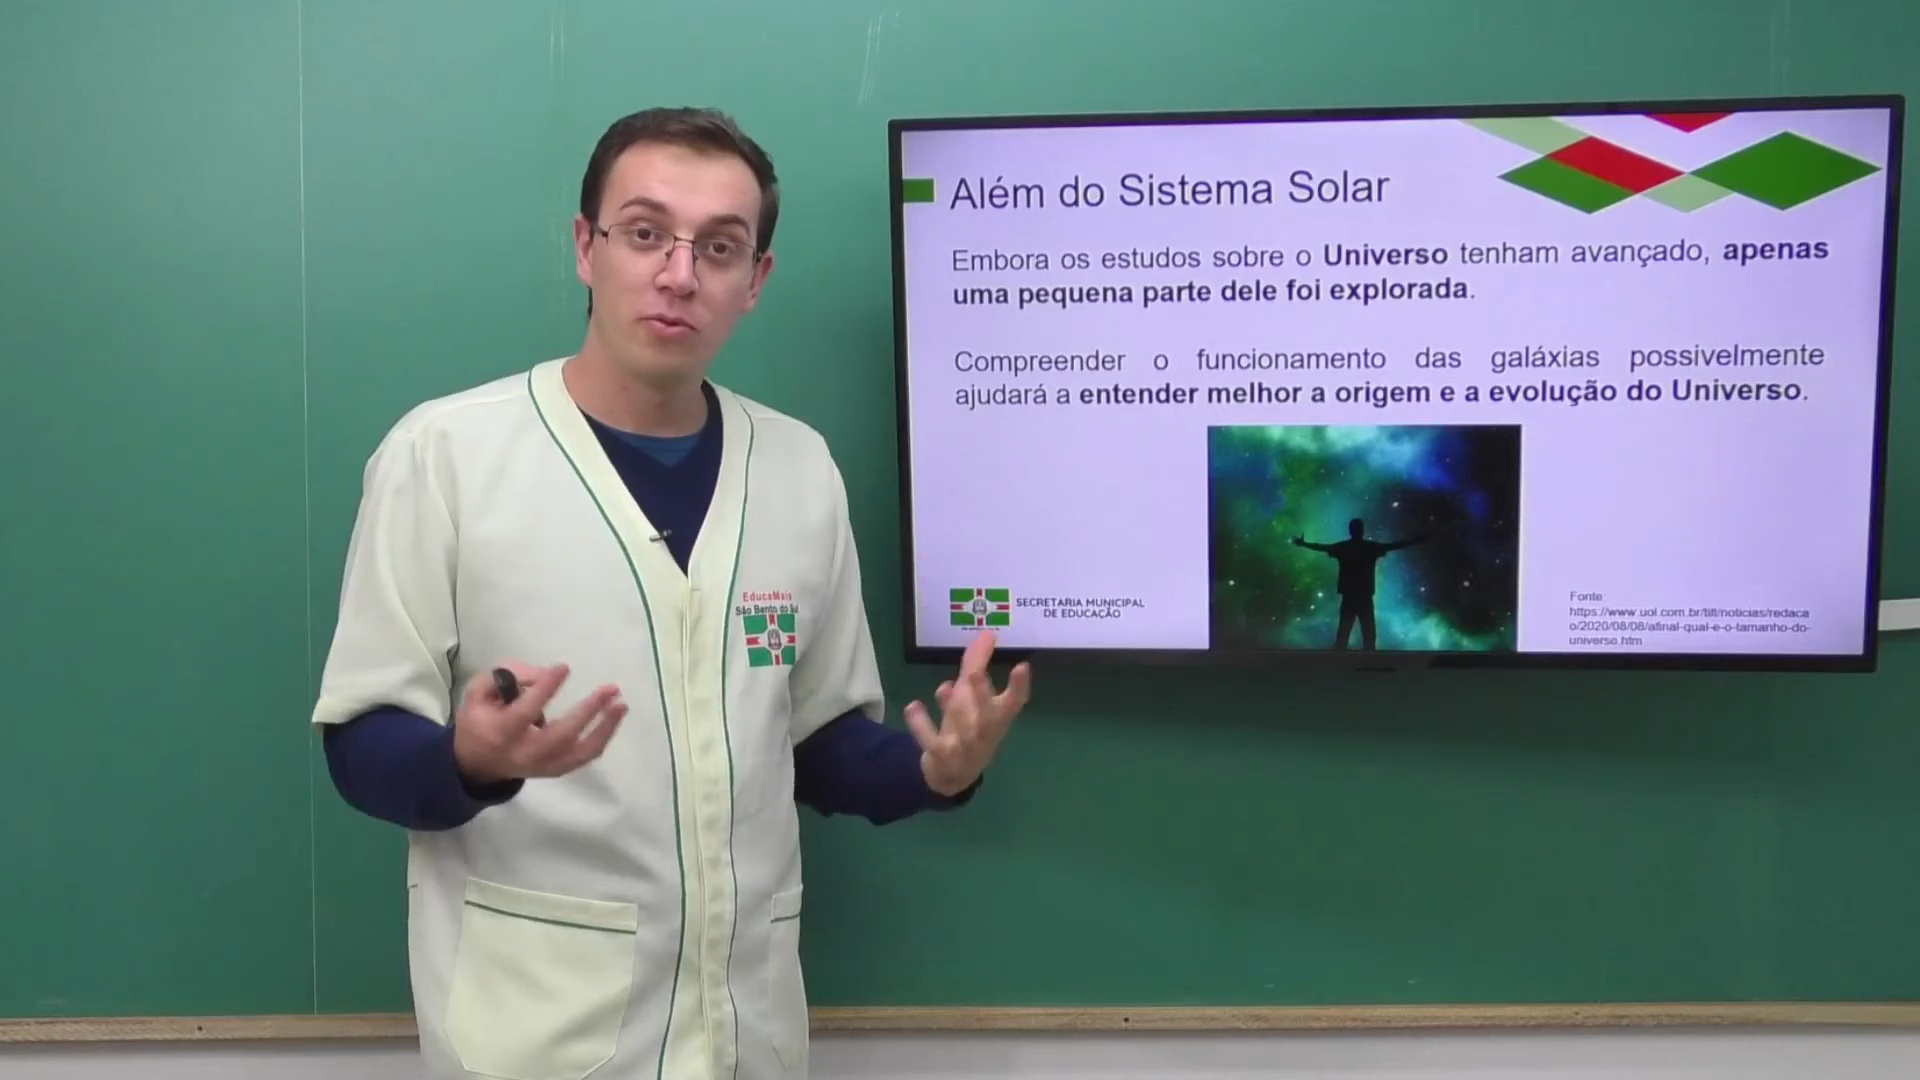 Além do Sistema Solar
Embora os estudos sobre o Universo tenham avançado, apenas
uma pequena parte dele foi explorada.
Compreender o funcionamento das galáxias possivelmente
ajudará a entender melhor a origem e a evolução do Universo.
SECRETARIA MUNICIPAL
DE EDUCAÇÃO
Fonte:
https://www.uol.com.br/tilt/noticias/redaca
o/2020/08/08/afinal-qual-e-o-tamanho-do-
universo.htm
EducaMais
São Bento do Sul